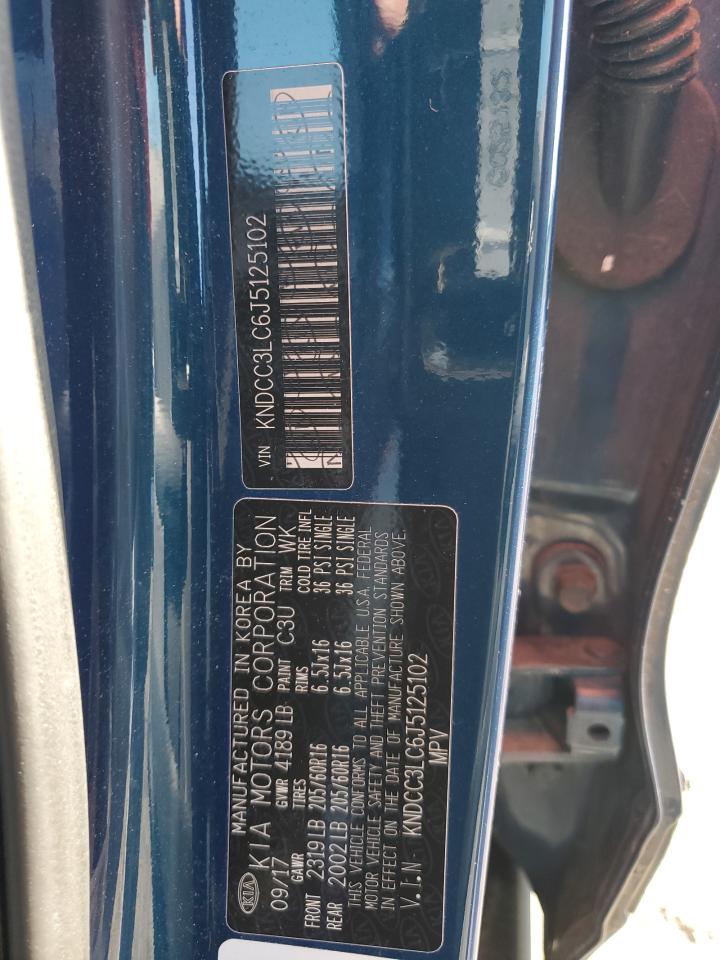 VIN KNDCC3LC6J5125102
MANUFACTURED IN KOREA BY
KIA KIA MOTORS CORPORATION
09/17 GVWR 4189 LB PAINT C3U TRIM WK
GAWR TIRES RIMS COLD TIRE INFL
FRONT 2319 LB 205/60R16 6.5Jx16 36 PSI SINGLE
REAR 2002 LB 205/60R16 6.5Jx16 36 PSI SINGLE
THIS VEHICLE CONFORMS TO ALL APPLICABLE U.S.A. FEDERAL
MOTOR VEHICLE SAFETY AND THEFT PREVENTION STANDARDS
IN EFFECT ON THE DATE OF MANUFACTURE SHOWN ABOVE.
V.I.N: KNDCC3LC6J5125102
MPV